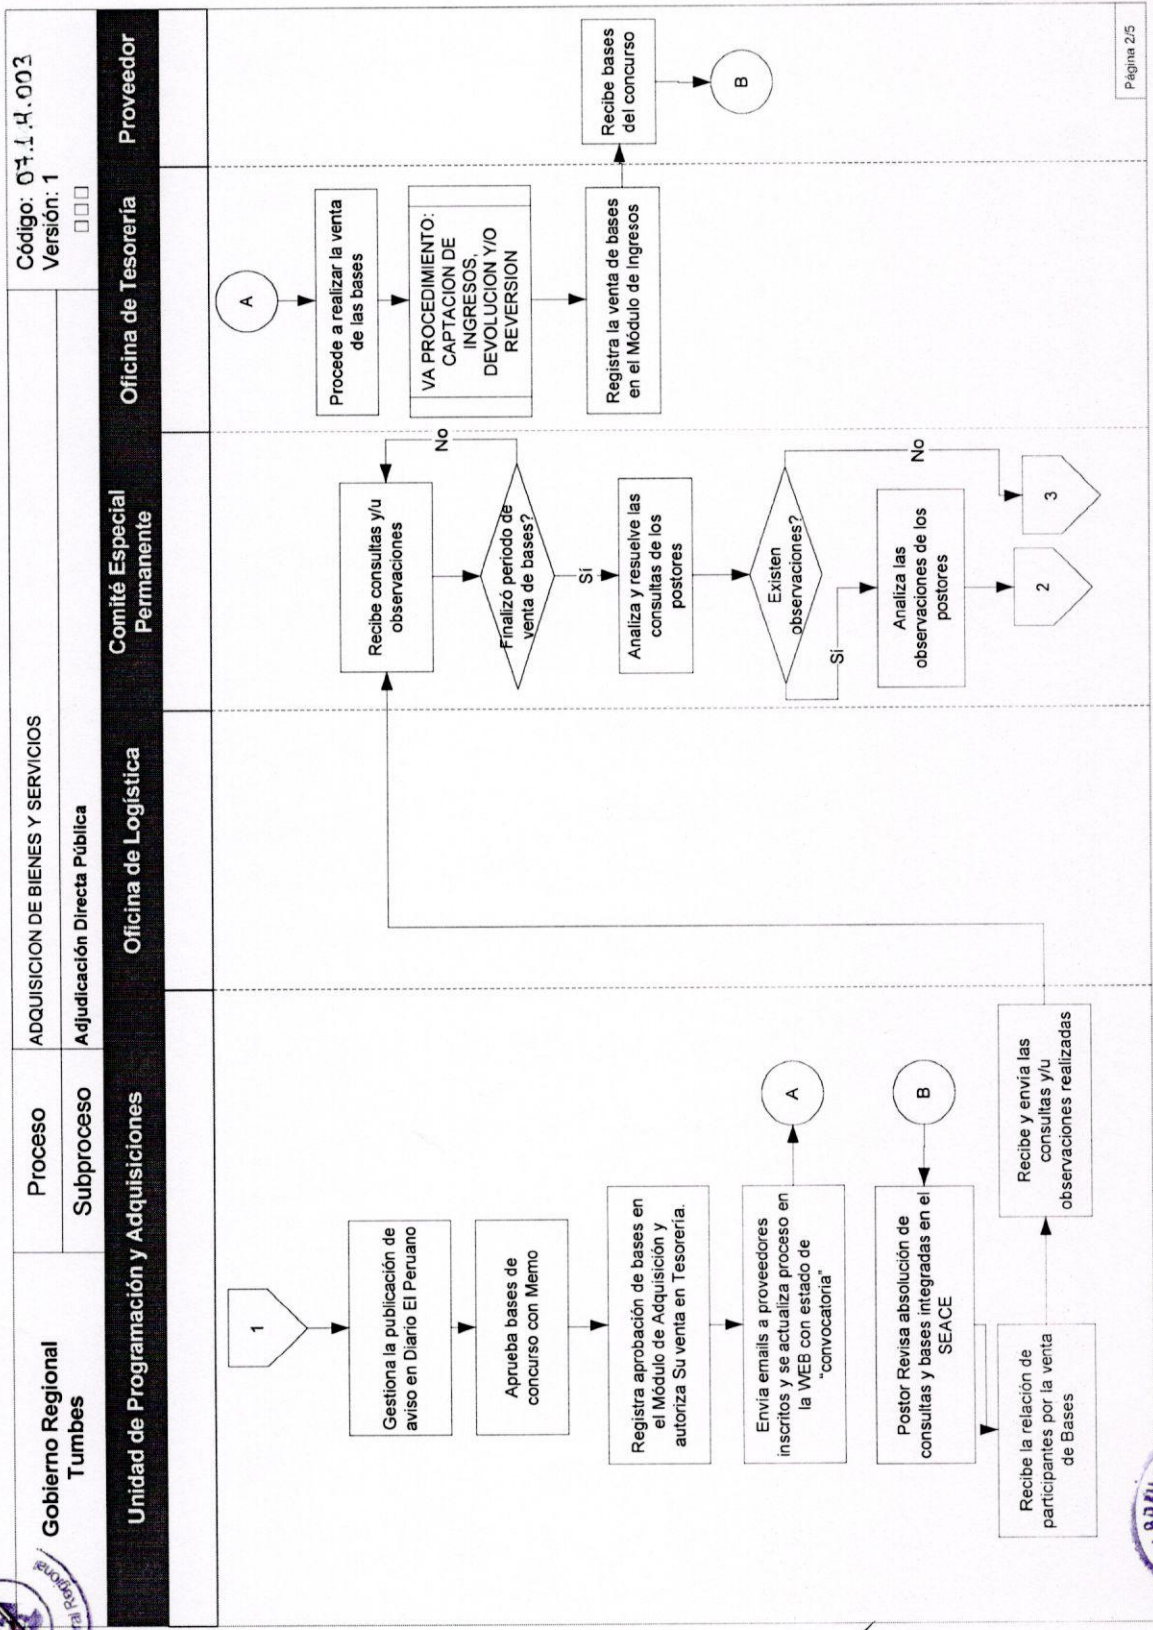 Gobierno Regional
Tumbes
Proceso
ADQUISICION DE BIENES Y SERVICIOS
Subproceso
Adjudicación Directa Pública
Código: 07.1.4.003
Versión: 1
Unidad de Programación y Adquisiciones
Oficina de Logística
Comité Especial
Permanente
Oficina de Tesorería
Proveedor
1
Gestiona la publicación de
aviso en Diario El Peruano
Aprueba bases de
concurso con Memo
Registra aprobación de bases en
el Módulo de Adquisición y
autoriza Su venta en Tesorería.
Envia emails a proveedores
inscritos y se actualiza proceso en
la WEB con estado de
"convocatoria"
A
B
Postor Revisa absolución de
consultas y bases integradas en el
SEACE
Recibe la relación de
participantes por la venta
de Bases
Recibe y envía las
consultas y/u
observaciones realizadas
Recibe consultas y/u
observaciones
Finalizó periodo de
venta de bases?
No
Si
Analiza y resuelve las
consultas de los
postores
Existen
observaciones?
No
Si
Analiza las
observaciones de los
postores
2
3
A
Procede a realizar la venta
de las bases
VA PROCEDIMIENTO:
CAPTACION DE
INGRESOS,
DEVOLUCION Y/O
REVERSION
Registra la venta de bases
en el Módulo de Ingresos
Recibe bases
del concurso
B
Página 2/5
Regional